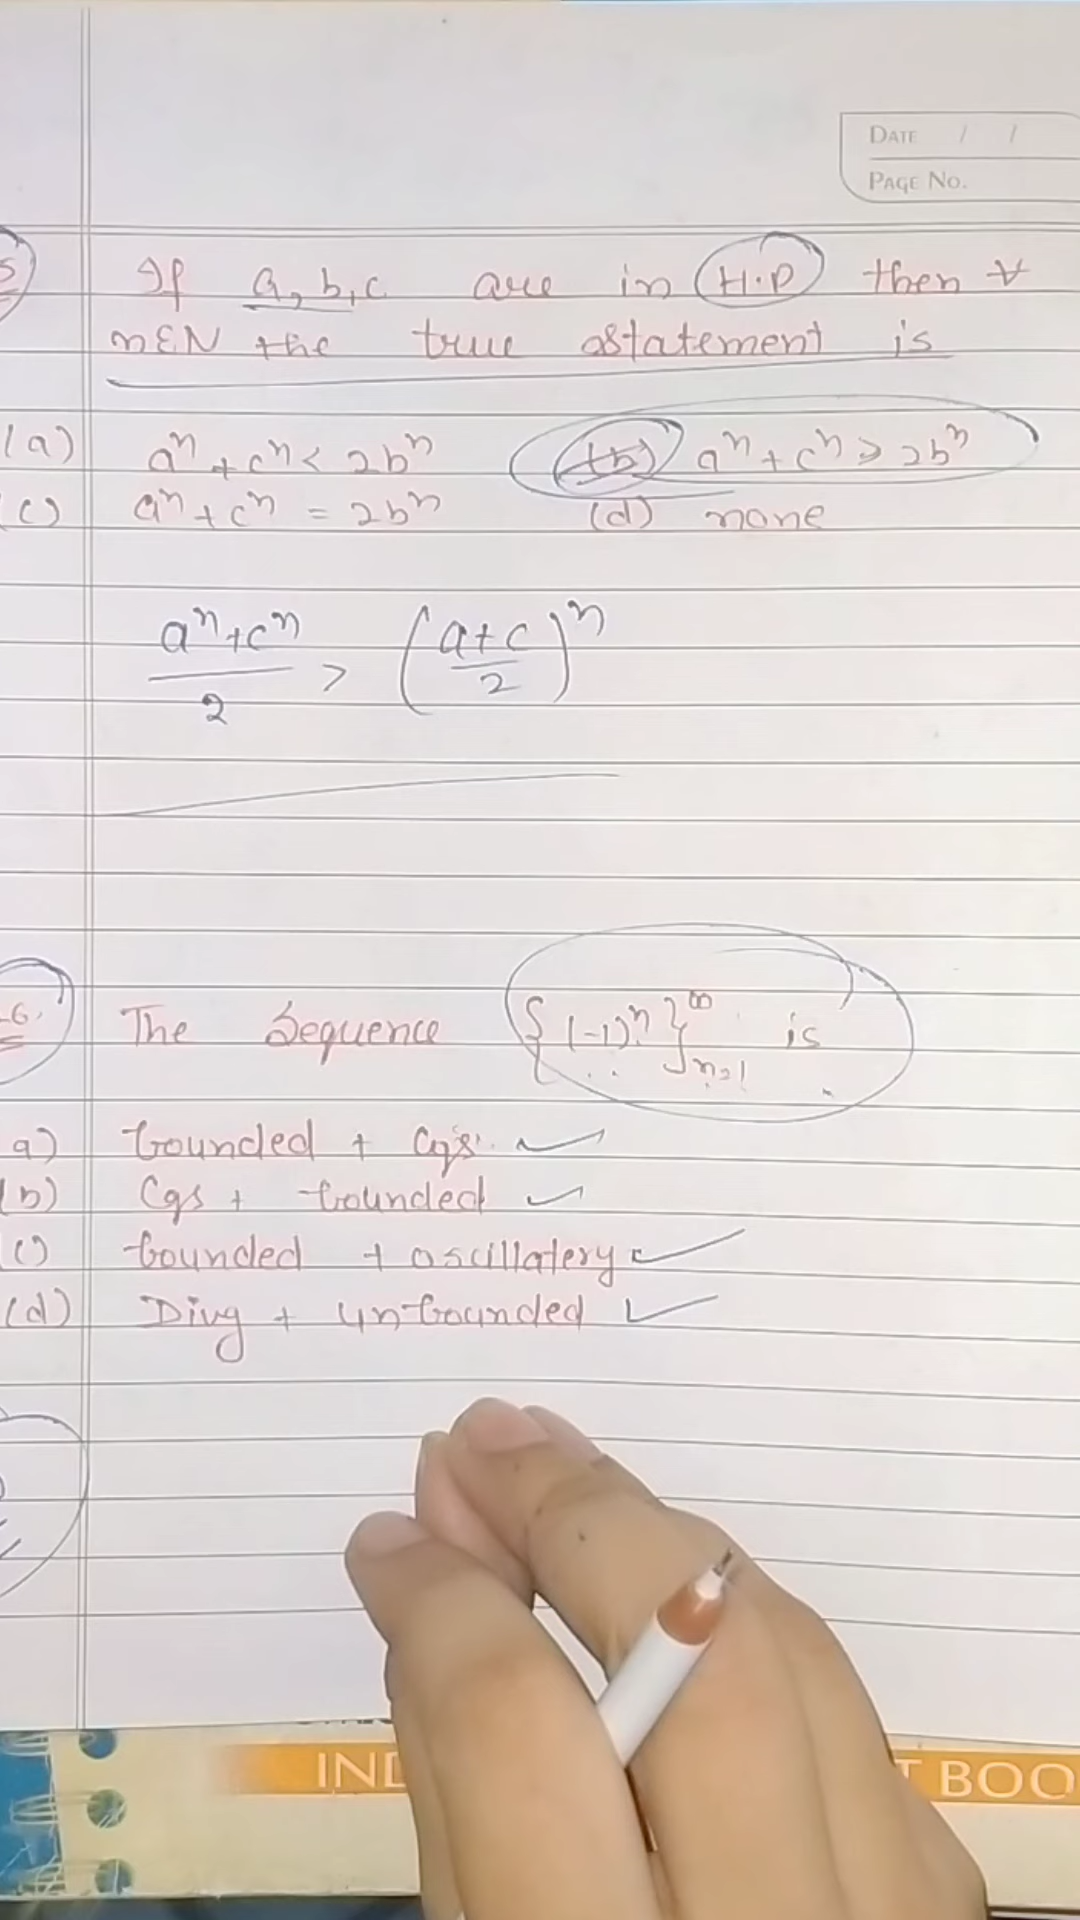 DATE / /
PAGE NO.
5 If a, b, c are in H.P then ∀
n∈N the true statement is
(a) aⁿ + cⁿ < 2bⁿ (b) aⁿ + cⁿ > 2bⁿ
(c) aⁿ + cⁿ = 2bⁿ (d) none
(aⁿ + cⁿ)/2 > ((a + c)/2)ⁿ
6. The Sequence {(-1)ⁿ}∞n=1 is
a) bounded + Cgs.
(b) Cgs + bounded
c) bounded + oscillatery
(d) Divg + unbounded
IND
T BOO